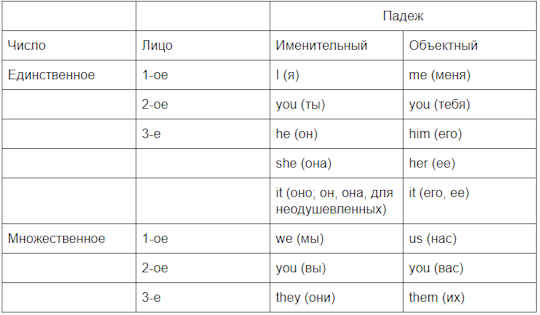 Падеж
Число Лицо Именительный Объектный
Единственное 1-ое I (я) me (меня)
2-ое you (ты) you (тебя)
3-е he (он) him (его)
she (она) her (ее)
it (оно; он, она, для it (его, ее)
неодушевленных)
Множественное 1-ое we (мы) us (нас)
2-ое you (вы) you (вас)
3-е they (они) them (их)